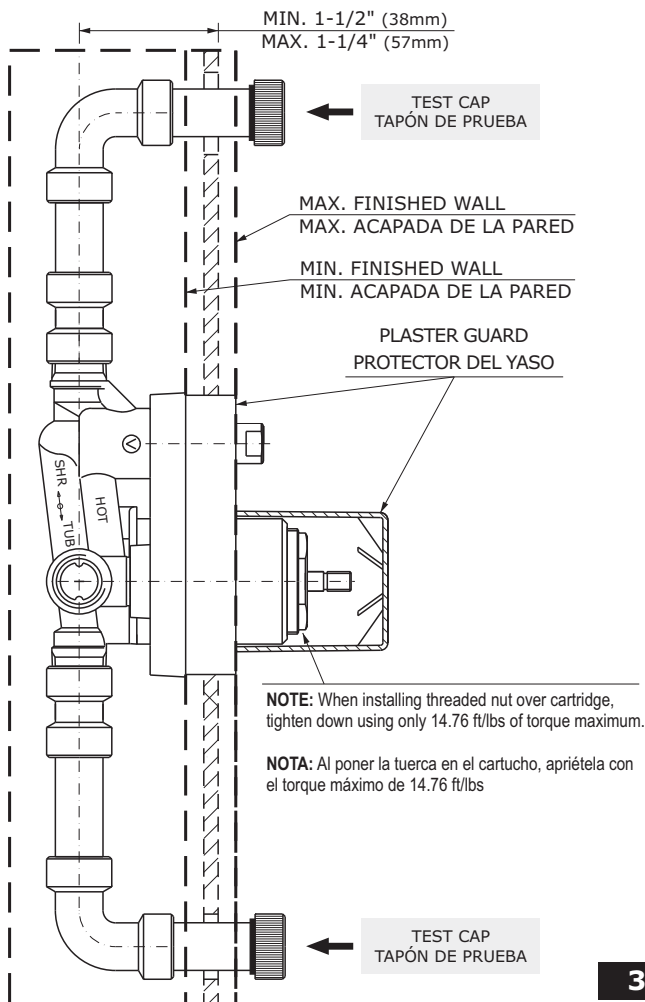 MIN. 1-1/2" (38mm)
MAX. 1-1/4" (57mm)
TEST CAP
TAPÓN DE PRUEBA
MAX. FINISHED WALL
MAX. ACAPADA DE LA PARED
MIN. FINISHED WALL
MIN. ACAPADA DE LA PARED
PLASTER GUARD
PROTECTOR DEL YASO
V
SHR ←o→ TUB
HOT
NOTE: When installing threaded nut over cartridge,
tighten down using only 14.76 ft/lbs of torque maximum.
NOTA: Al poner la tuerca en el cartucho, apriétela con
el torque máximo de 14.76 ft/lbs
TEST CAP
TAPÓN DE PRUEBA
3